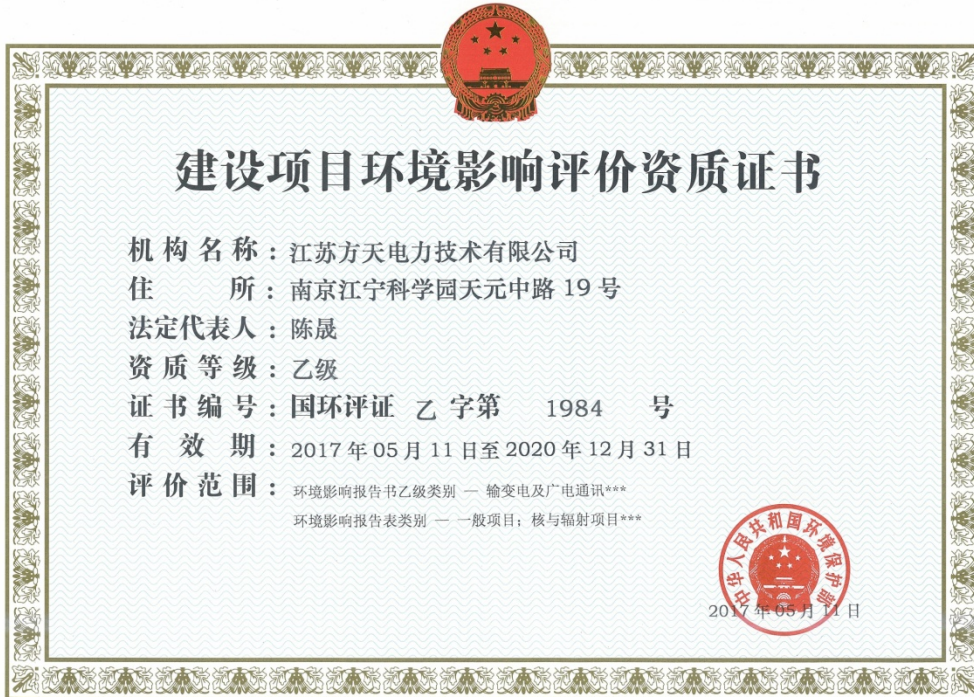 建设项目环境影响评价资质证书
机构名称：江苏方天电力技术有限公司
住 所：南京江宁科学园天元中路 19 号
法定代表人：陈晟
资质等级：乙级
证书编号：国环评证 乙 字第 1984 号
有 效 期：2017 年 05 月 11 日至 2020 年 12 月 31 日
评价范围：环境影响报告书乙级类别 — 输变电及广电通讯***
环境影响报告表类别 — 一般项目；核与辐射项目***
中华人民共和国环境保护部
2017 年 05 月 11 日